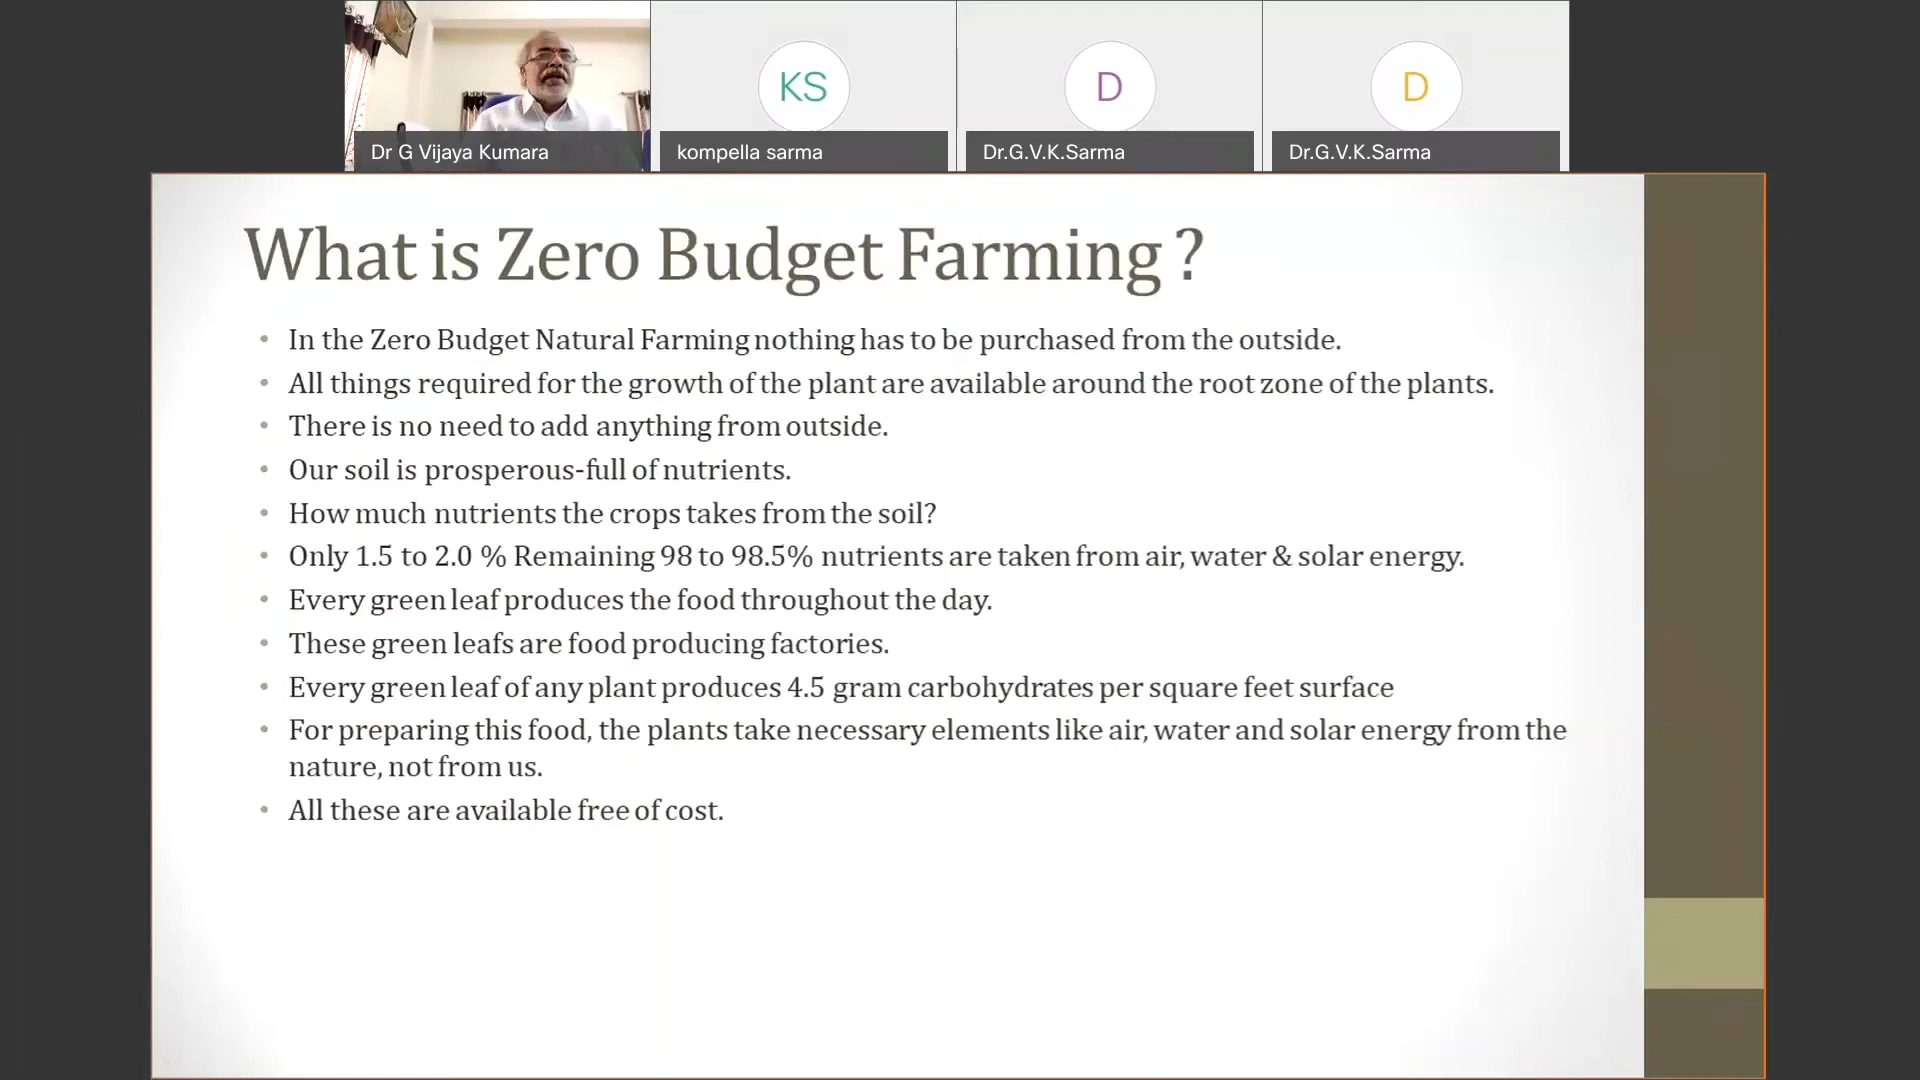 KS
D
D
Dr G Vijaya Kumara
kompella sarma
Dr.G.V.K.Sarma
Dr.G.V.K.Sarma
What is Zero Budget Farming ?
• In the Zero Budget Natural Farming nothing has to be purchased from the outside.
• All things required for the growth of the plant are available around the root zone of the plants.
• There is no need to add anything from outside.
• Our soil is prosperous-full of nutrients.
• How much nutrients the crops takes from the soil?
• Only 1.5 to 2.0 % Remaining 98 to 98.5% nutrients are taken from air, water & solar energy.
• Every green leaf produces the food throughout the day.
• These green leafs are food producing factories.
• Every green leaf of any plant produces 4.5 gram carbohydrates per square feet surface
• For preparing this food, the plants take necessary elements like air, water and solar energy from the
nature, not from us.
• All these are available free of cost.